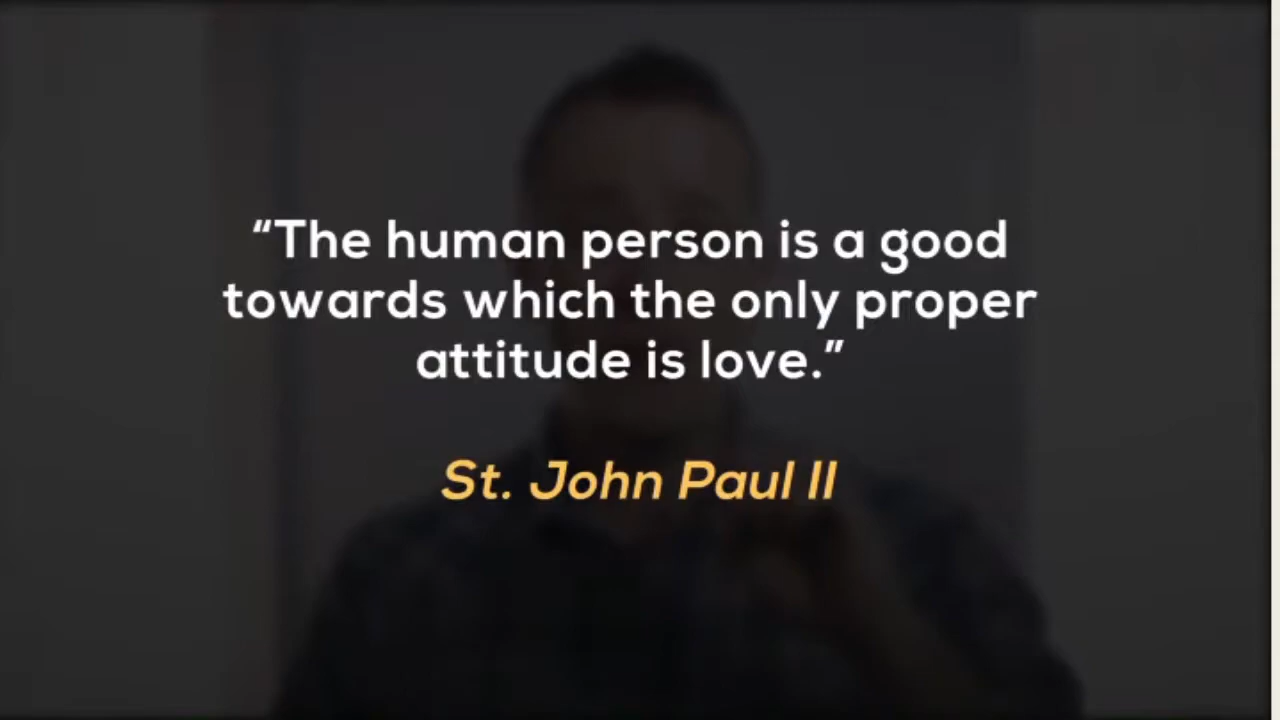 “The human person is a good
towards which the only proper
attitude is love.”
St. John Paul II